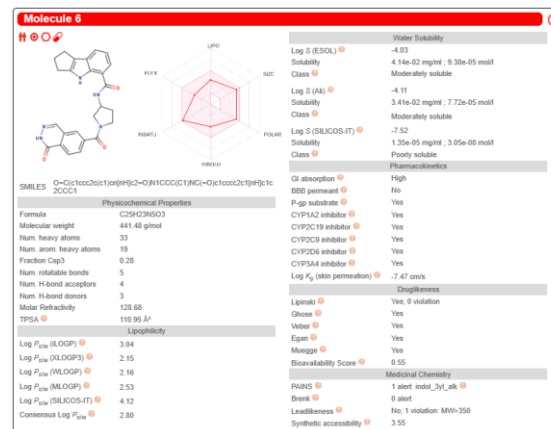 Molecule 6
LIPO
FLEX
SIZE
INSATU
POLAR
INSOLU
SMILES O=C(c1ccc2c(c1)cn[nH]c2=O)N1CCC(C1)NC(=O)c1cccc2c1[nH]c1c
2CCC1
Physicochemical Properties
Formula C25H23N5O3
Molecular weight 441.48 g/mol
Num. heavy atoms 33
Num. arom. heavy atoms 19
Fraction Csp3 0.28
Num. rotatable bonds 5
Num. H-bond acceptors 4
Num. H-bond donors 3
Molar Refractivity 128.68
TPSA 110.95 Å²
Lipophilicity
Log Po/w (iLOGP) 3.04
Log Po/w (XLOGP3) 2.15
Log Po/w (WLOGP) 2.16
Log Po/w (MLOGP) 2.53
Log Po/w (SILICOS-IT) 4.12
Consensus Log Po/w 2.80
Water Solubility
Log S (ESOL) -4.03
Solubility 4.14e-02 mg/ml ; 9.38e-05 mol/l
Class Moderately soluble
Log S (Ali) -4.11
Solubility 3.41e-02 mg/ml ; 7.72e-05 mol/l
Class Moderately soluble
Log S (SILICOS-IT) -7.52
Solubility 1.35e-05 mg/ml ; 3.05e-08 mol/l
Class Poorly soluble
Pharmacokinetics
GI absorption High
BBB permeant No
P-gp substrate Yes
CYP1A2 inhibitor Yes
CYP2C19 inhibitor Yes
CYP2C9 inhibitor Yes
CYP2D6 inhibitor Yes
CYP3A4 inhibitor Yes
Log Kp (skin permeation) -7.47 cm/s
Druglikeness
Lipinski Yes; 0 violation
Ghose Yes
Veber Yes
Egan Yes
Muegge Yes
Bioavailability Score 0.55
Medicinal Chemistry
PAINS 1 alert: indol_3yl_alk
Brenk 0 alert
Leadlikeness No; 1 violation: MW>350
Synthetic accessibility 3.55